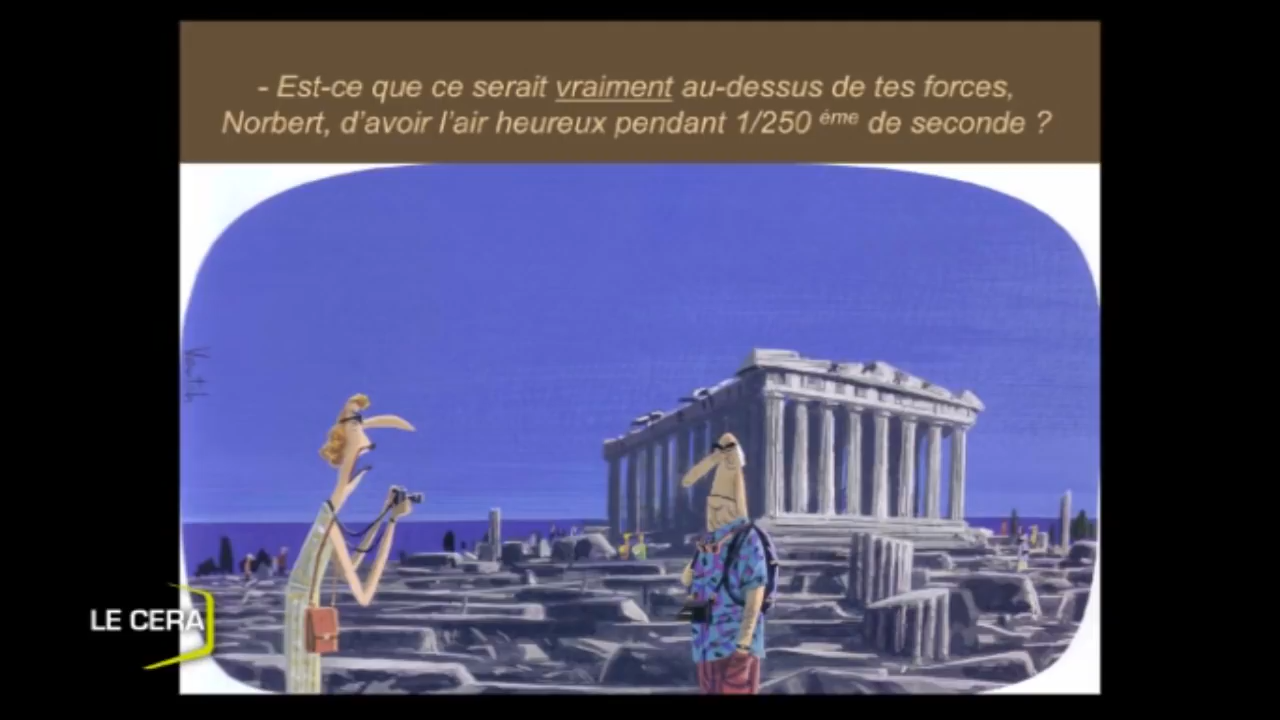 - Est-ce que ce serait vraiment au-dessus de tes forces,
Norbert, d'avoir l'air heureux pendant 1/250 ème de seconde ?
LE CERA